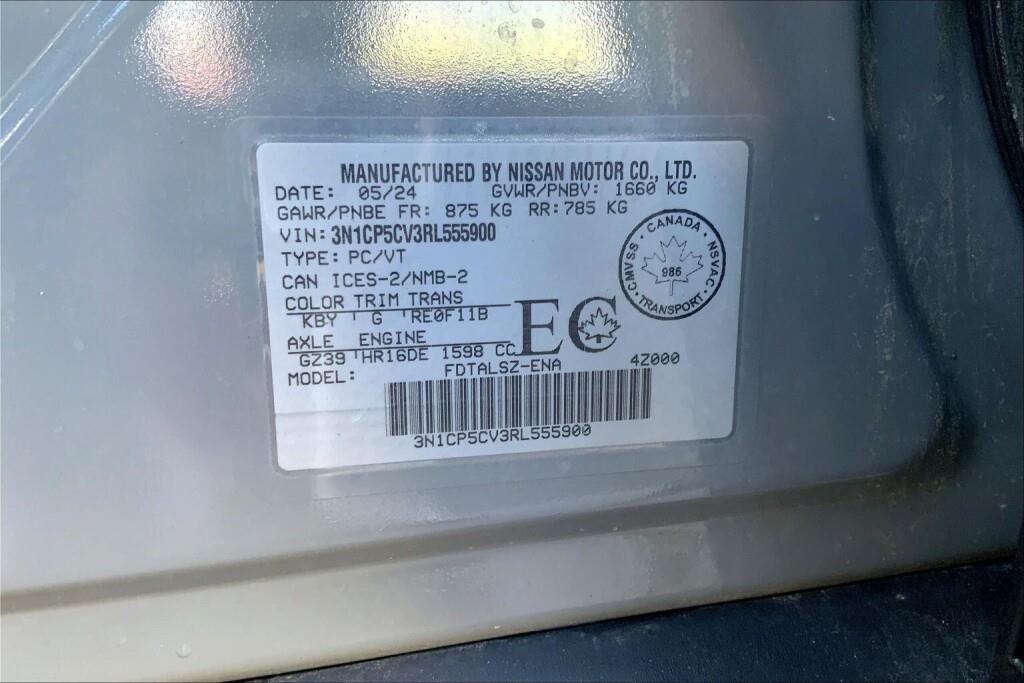 MANUFACTURED BY NISSAN MOTOR CO., LTD.
DATE: 05/24 GVWR/PNBV: 1660 KG
GAWR/PNBE FR: 875 KG RR: 785 KG
VIN: 3N1CP5CV3RL555900
TYPE: PC/VT
CAN ICES-2/NMB-2
COLOR TRIM TRANS
KBY G RE0F11B
AXLE ENGINE
GZ39 HR16DE 1598 CC
EC
MODEL: FDTALSZ-ENA 4Z000
3N1CP5CV3RL555900
CANADA
CMVSS · NSVAC
986
TRANSPORT